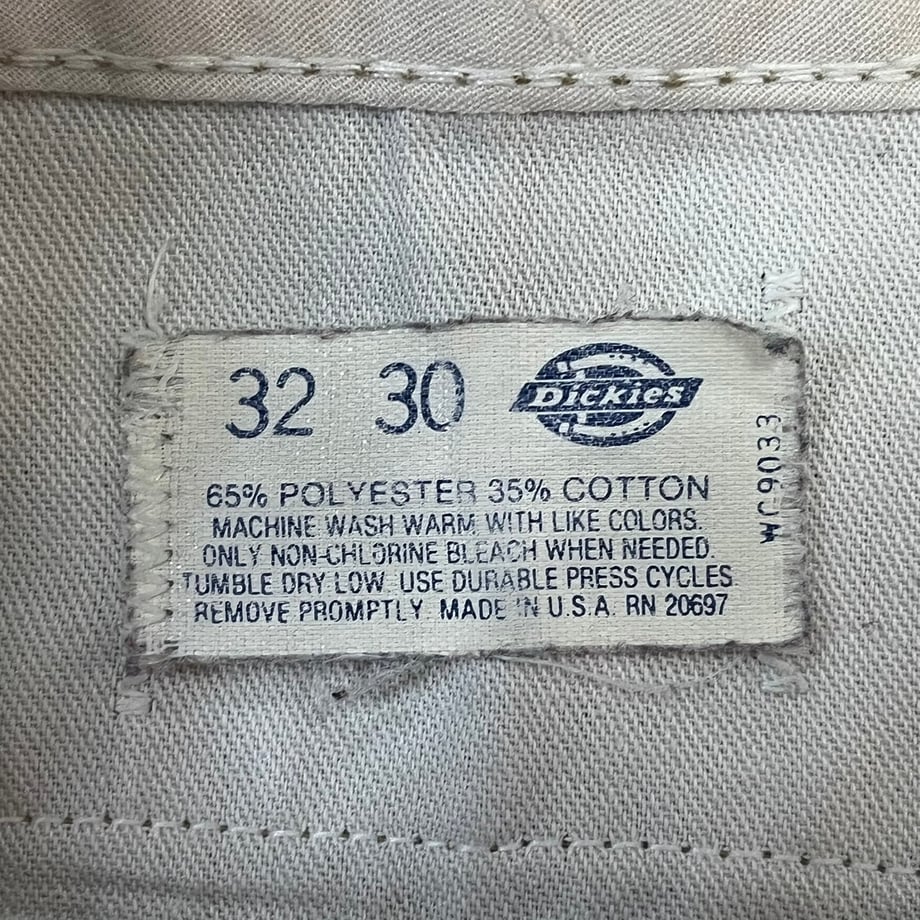 32 30 Dickies
65% POLYESTER 35% COTTON
MACHINE WASH WARM WITH LIKE COLORS.
ONLY NON-CHLORINE BLEACH WHEN NEEDED.
TUMBLE DRY LOW USE DURABLE PRESS CYCLES
REMOVE PROMPTLY MADE IN U.S.A. RN 20697